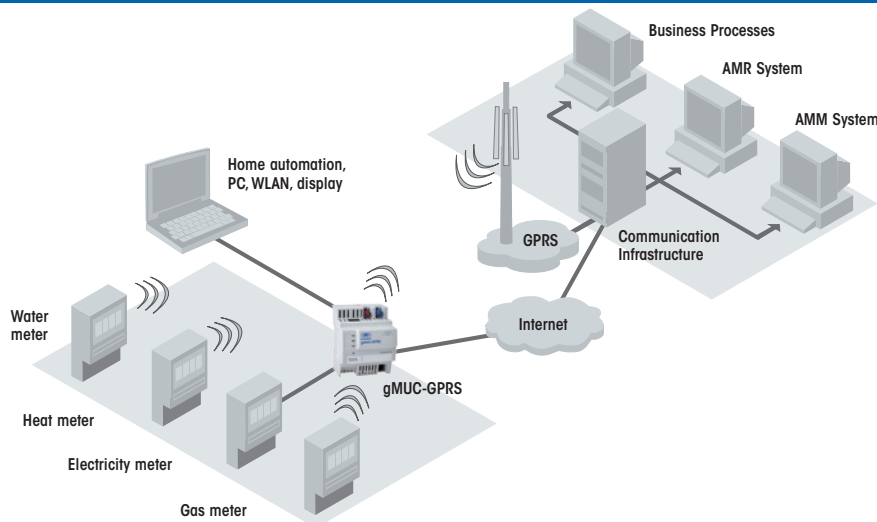 Business Processes
AMR System
AMM System
Home automation,
PC, WLAN, display
GPRS
Communication
Infrastructure
Water
meter
Internet
gMUC-GPRS
Heat meter
Electricity meter
Gas meter